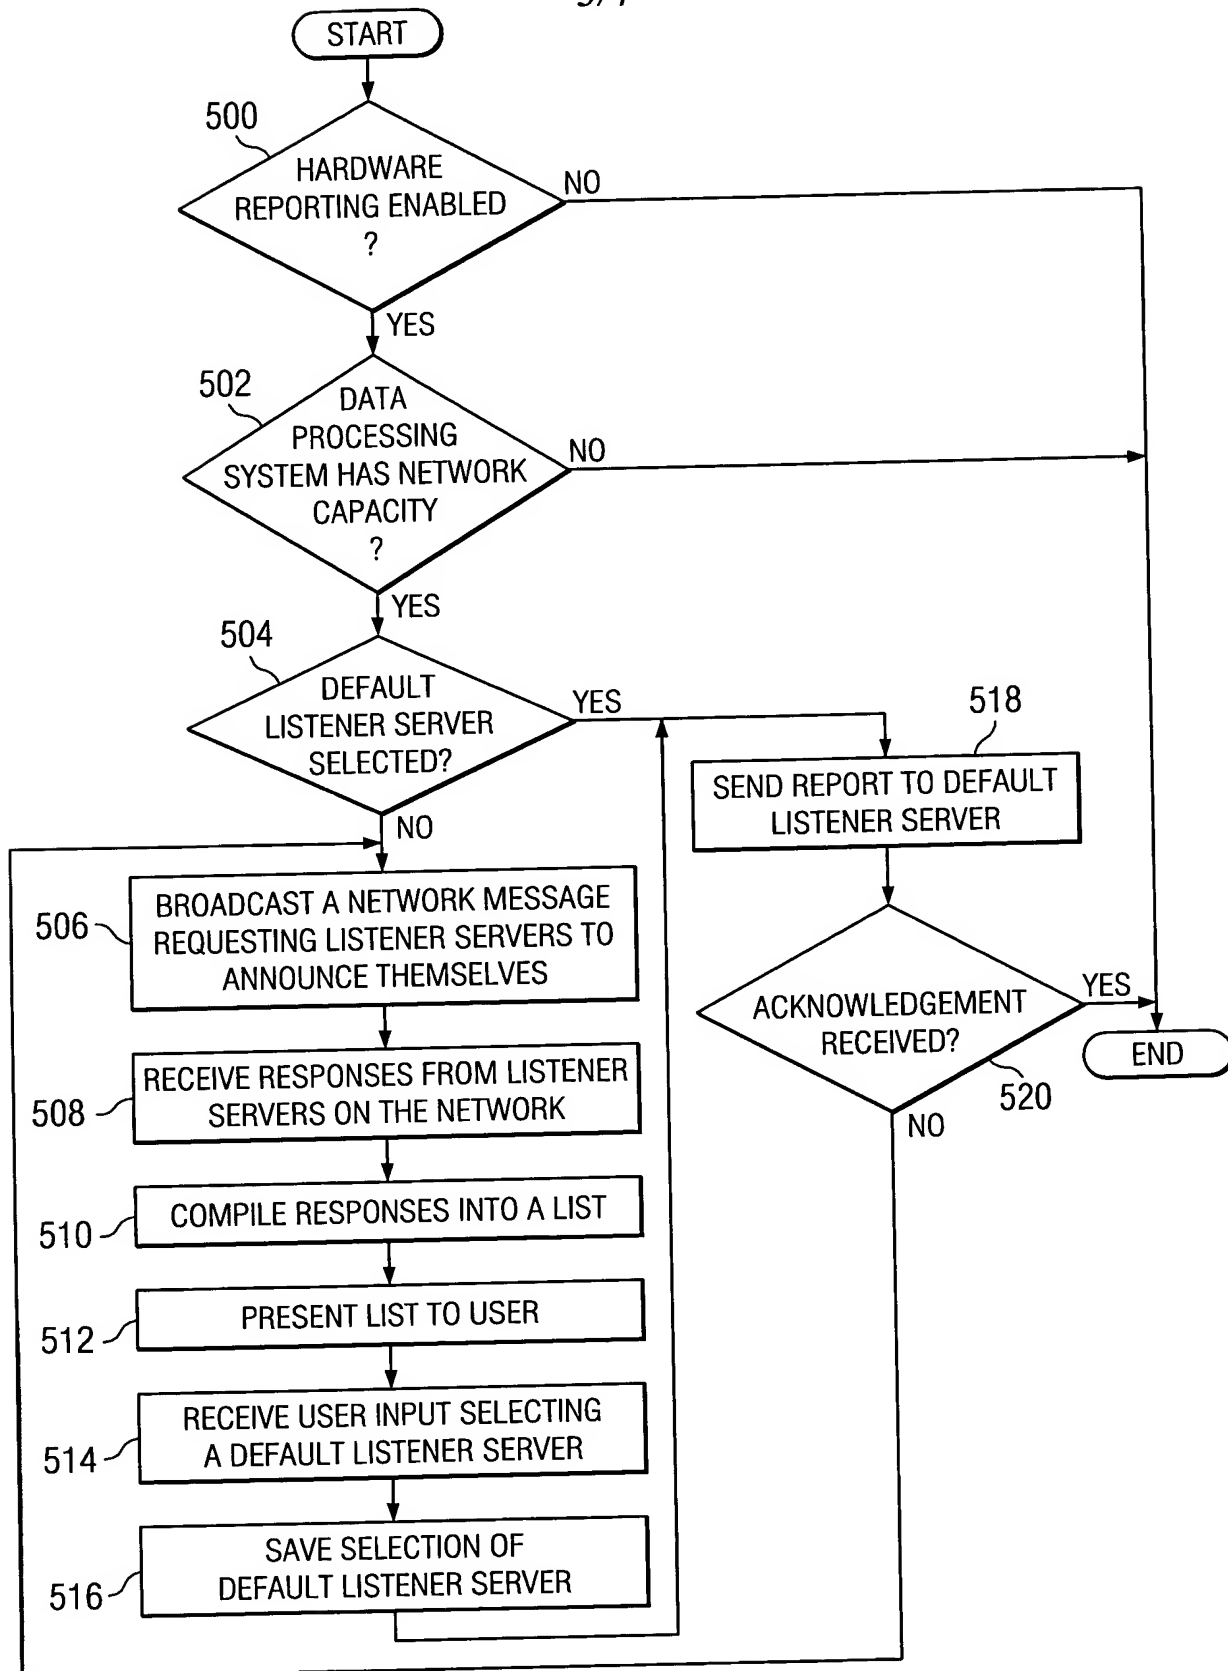 START
500
HARDWARE
REPORTING ENABLED
?
NO
YES
502
DATA
PROCESSING
SYSTEM HAS NETWORK
CAPACITY
?
NO
YES
504
DEFAULT
LISTENER SERVER
SELECTED?
YES
NO
518
SEND REPORT TO DEFAULT
LISTENER SERVER
506
BROADCAST A NETWORK MESSAGE
REQUESTING LISTENER SERVERS TO
ANNOUNCE THEMSELVES
ACKNOWLEDGEMENT
RECEIVED?
YES
END
520
NO
508
RECEIVE RESPONSES FROM LISTENER
SERVERS ON THE NETWORK
510
COMPILE RESPONSES INTO A LIST
512
PRESENT LIST TO USER
514
RECEIVE USER INPUT SELECTING
A DEFAULT LISTENER SERVER
516
SAVE SELECTION OF
DEFAULT LISTENER SERVER